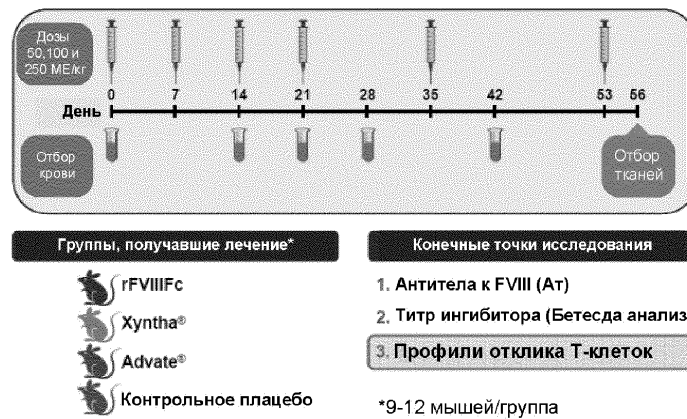 Дозы
50,100 и
250 МЕ/кг
0 7 14 21 28 35 42 53 56
День
Отбор
крови
Отбор
тканей
Группы, получавшие лечение*
rFVIIIFc
Xyntha®
Advate®
Контрольное плацебо
Конечные точки исследования
1. Антитела к FVIII (Ат)
2. Титр ингибитора (Бетесда анализ
3. Профили отклика Т-клеток
*9-12 мышей/группа